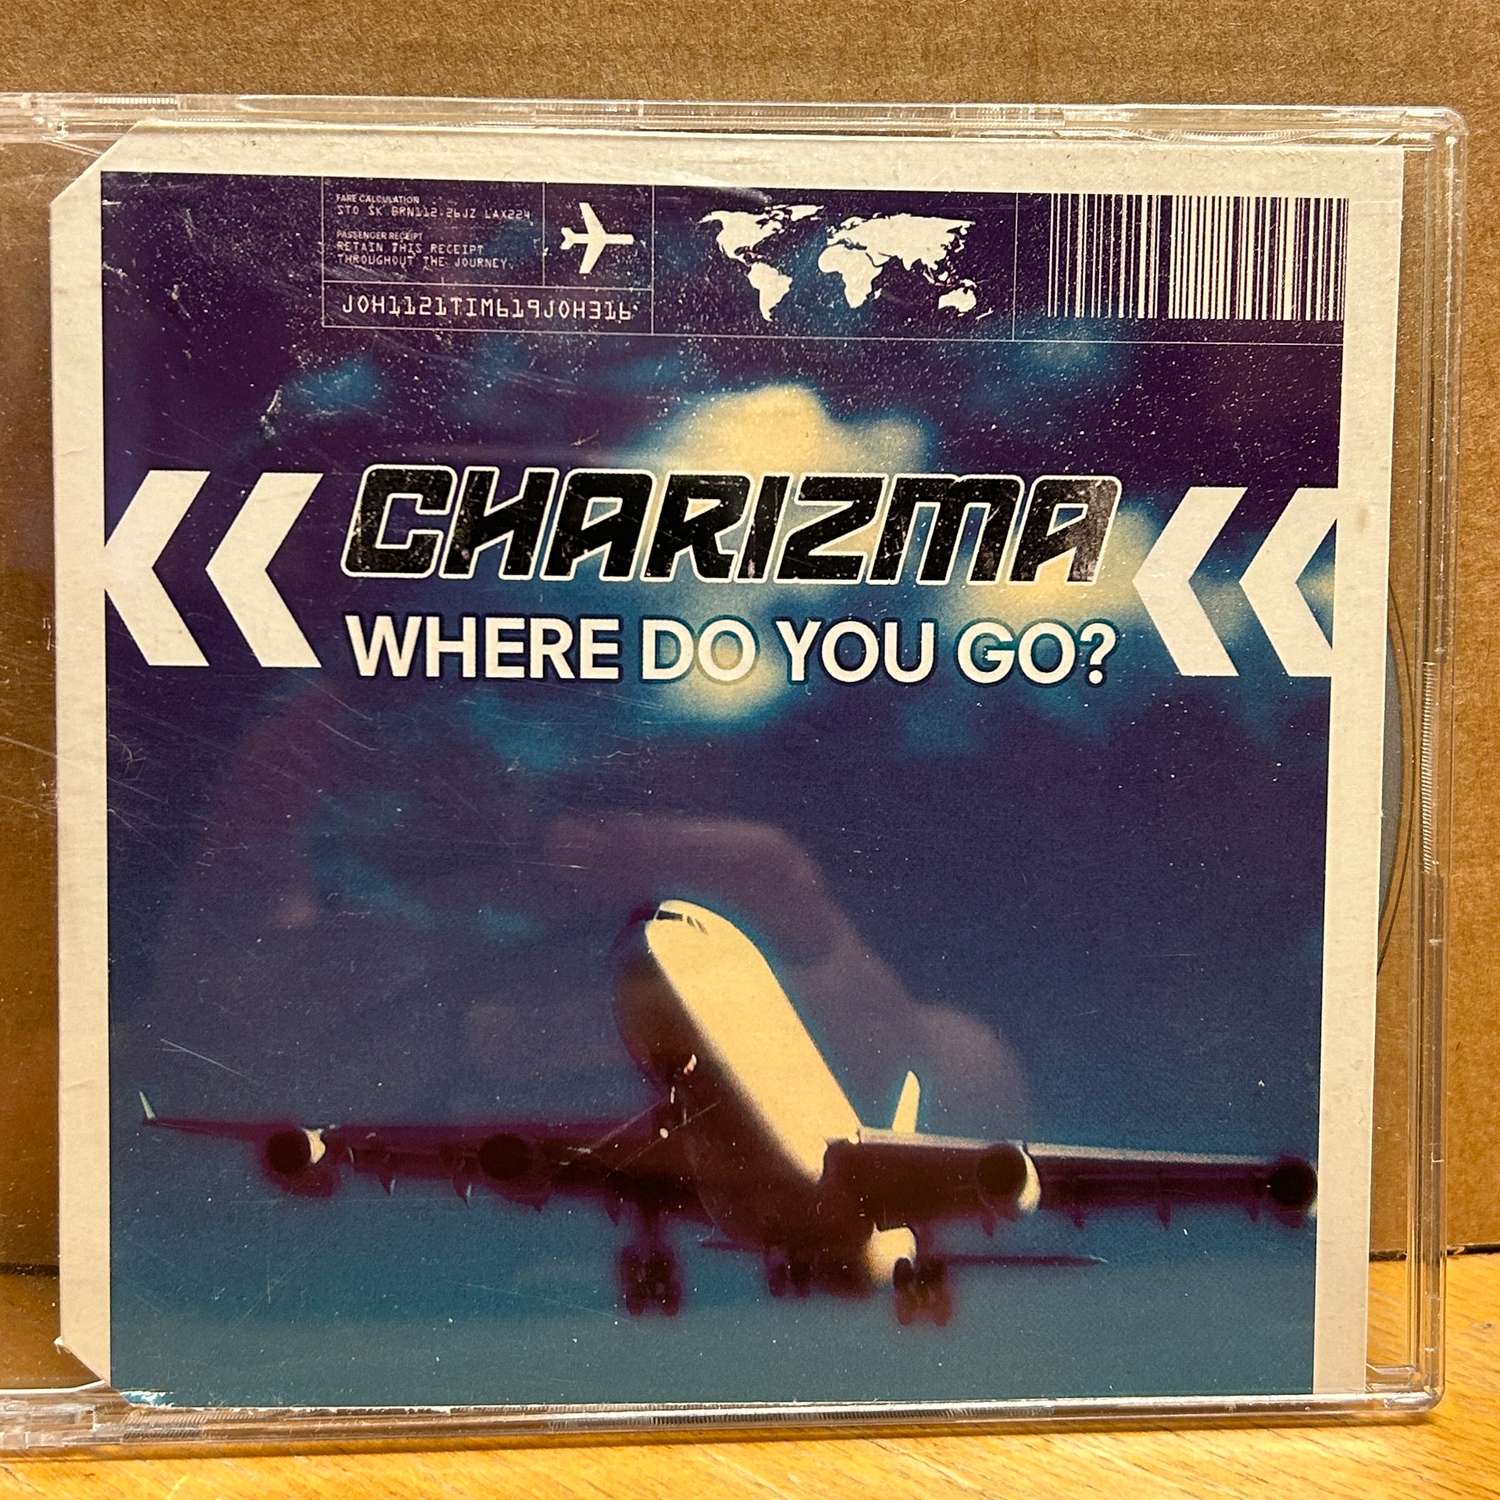 FARE CALCULATION
STO SK GRN112.26JZ LAX224
PASSENGER RECEIPT
RETAIN THIS RECEIPT
THROUGHOUT THE JOURNEY.
JOH1121TIM619JOH316
CHARIZMA
WHERE DO YOU GO?